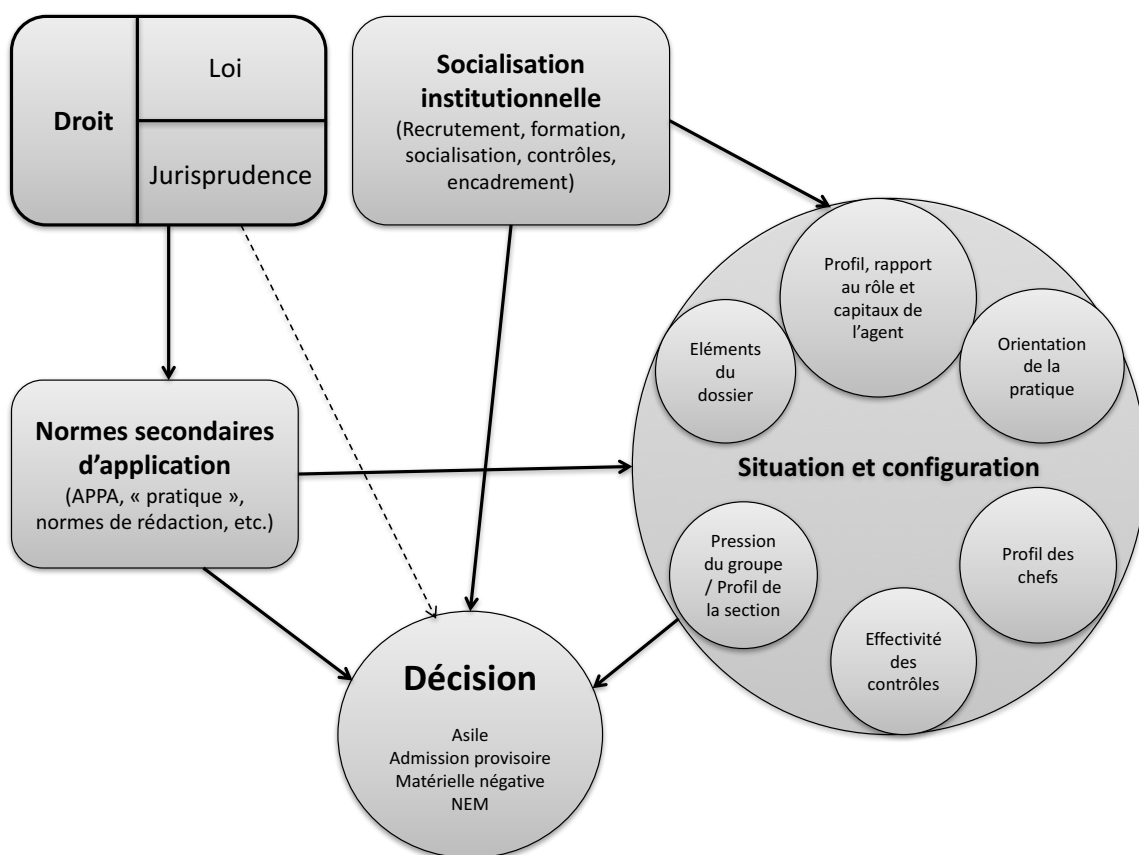 Droit
Loi
Jurisprudence
Socialisation
institutionnelle
(Recrutement, formation,
socialisation, contrôles,
encadrement)
Profil, rapport
au rôle et
capitaux de
l’agent
Eléments
du
dossier
Orientation
de la
pratique
Normes secondaires
d’application
(APPA, « pratique »,
normes de rédaction, etc.)
Situation et configuration
Pression
du groupe
/ Profil de
la section
Profil des
chefs
Effectivité
des
contrôles
Décision
Asile
Admission provisoire
Matérielle négative
NEM